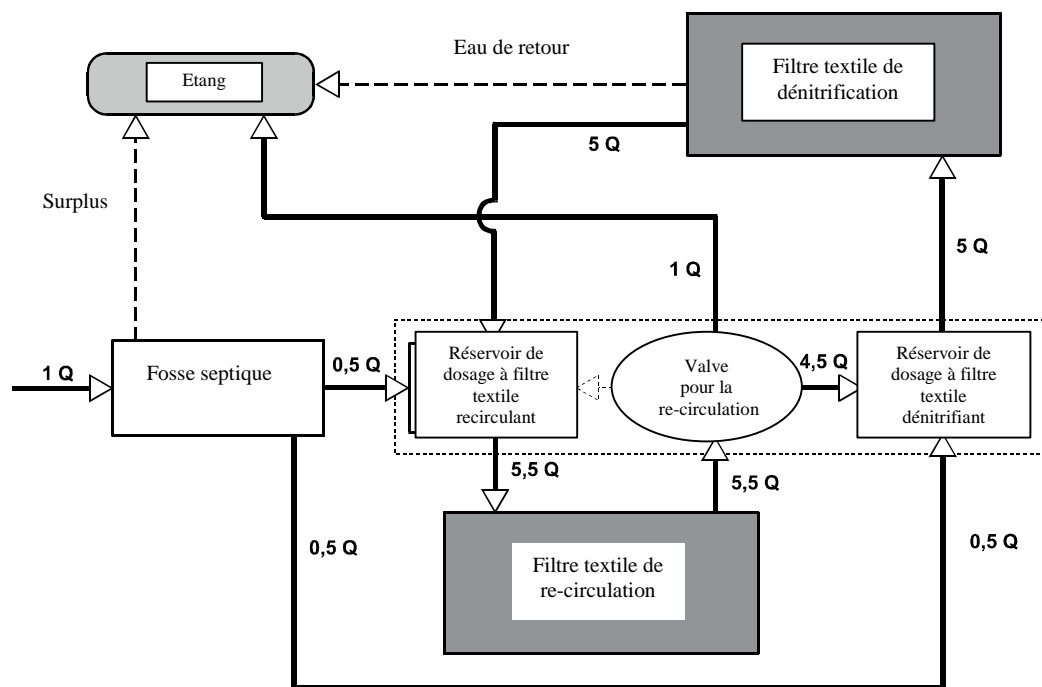 Eau de retour
Filtre textile de
dénitrification
Etang
5 Q
Surplus
1 Q
5 Q
1 Q
Fosse septique
0,5 Q
Réservoir de
dosage à filtre
textile
recirculant
Valve
pour la
re-circulation
4,5 Q
Réservoir de
dosage à filtre
textile
dénitrifiant
5,5 Q
5,5 Q
0,5 Q
Filtre textile de
re-circulation
0,5 Q